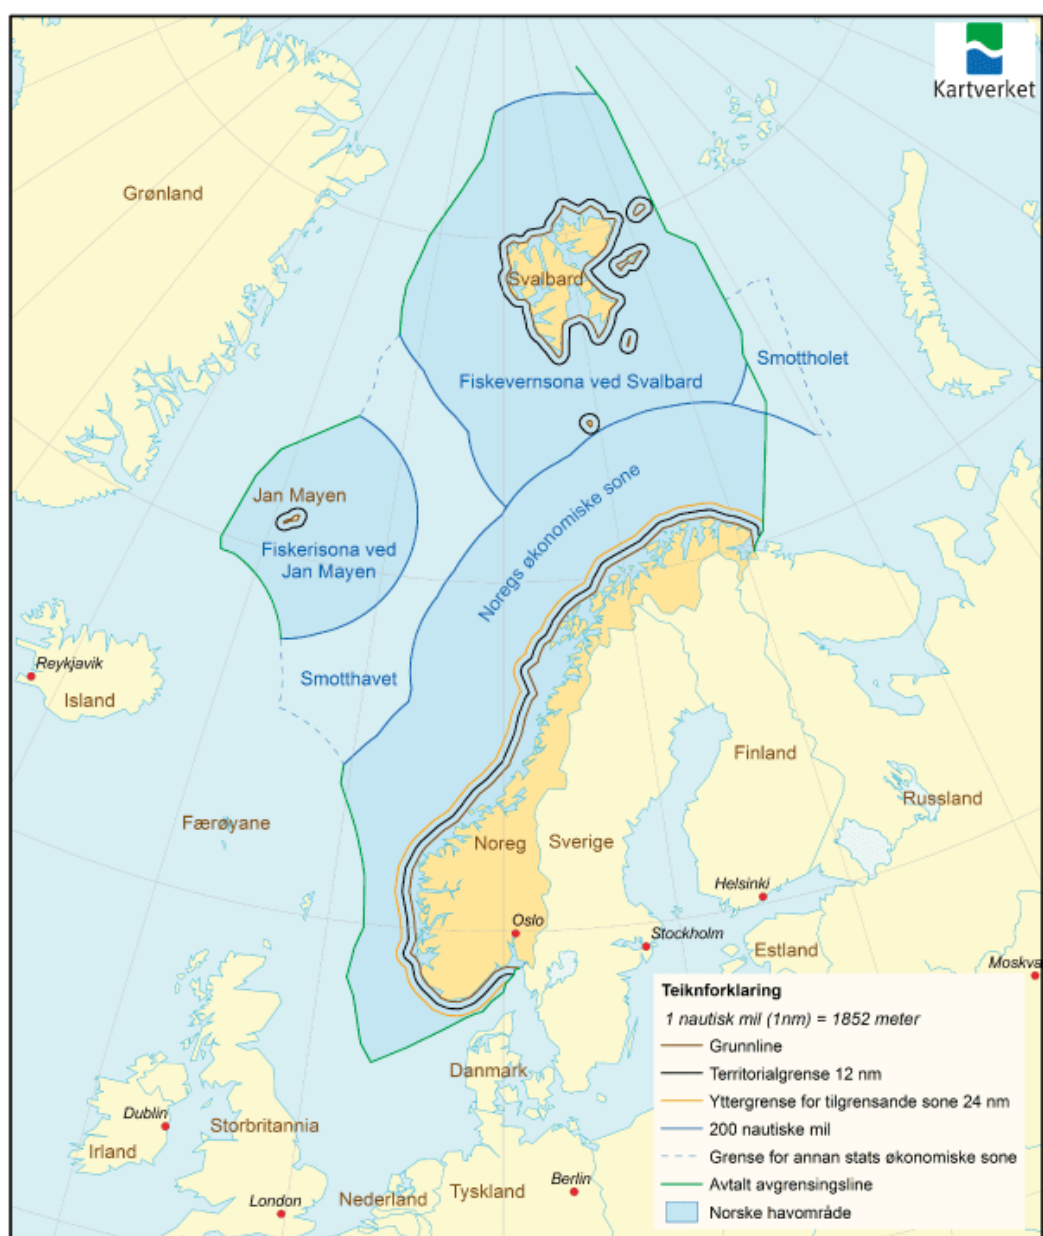 Kartverket
Grønland
Svalbard
Smottholet
Fiskevernsona ved Svalbard
Jan Mayen
Noregs økonomiske sone
Fiskerisona ved
Jan Mayen
Reykjavik
Island
Smotthavet
Finland
Russland
Færøyane
Noreg
Sverige
Helsinki
Oslo
Stockholm
Estland
Moskva
Teiknforklaring
1 nautisk mil (1nm) = 1852 meter
Grunnline
Territorialgrense 12 nm
Yttergrense for tilgrensande sone 24 nm
200 nautiske mil
Grense for annan stats økonomiske sone
Avtalt avgrensingsline
Norske havområde
Danmark
Dublin
Storbritannia
Irland
Berlin
Tyskland
Nederland
London